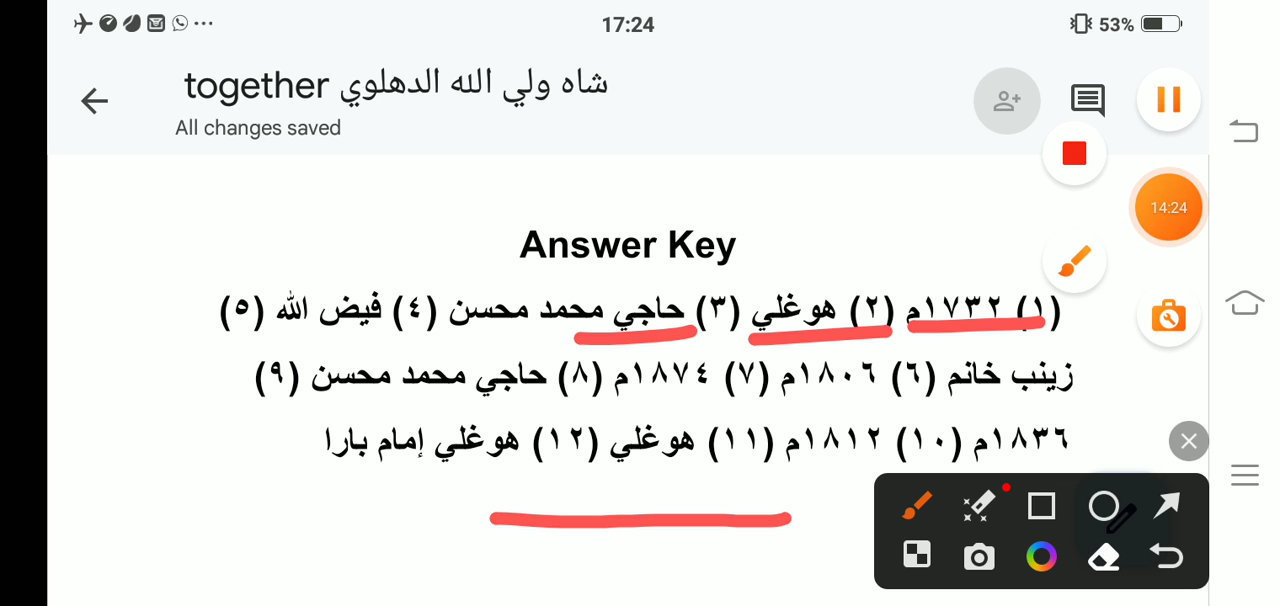 17:24
53%
together شاه ولي الله الدهلوي
All changes saved
14:24
Answer Key
(١) ١٧٣٢م (٢) هوغلي (٣) حاجي محمد محسن (٤) فيض الله (٥)
زينب خانم (٦) ١٨٠٦م (٧) ١٨٧٤م (٨) حاجي محمد محسن (٩)
١٨٣٦م (١٠) ١٨١٢م (١١) هوغلي (١٢) هوغلي إمام بارا